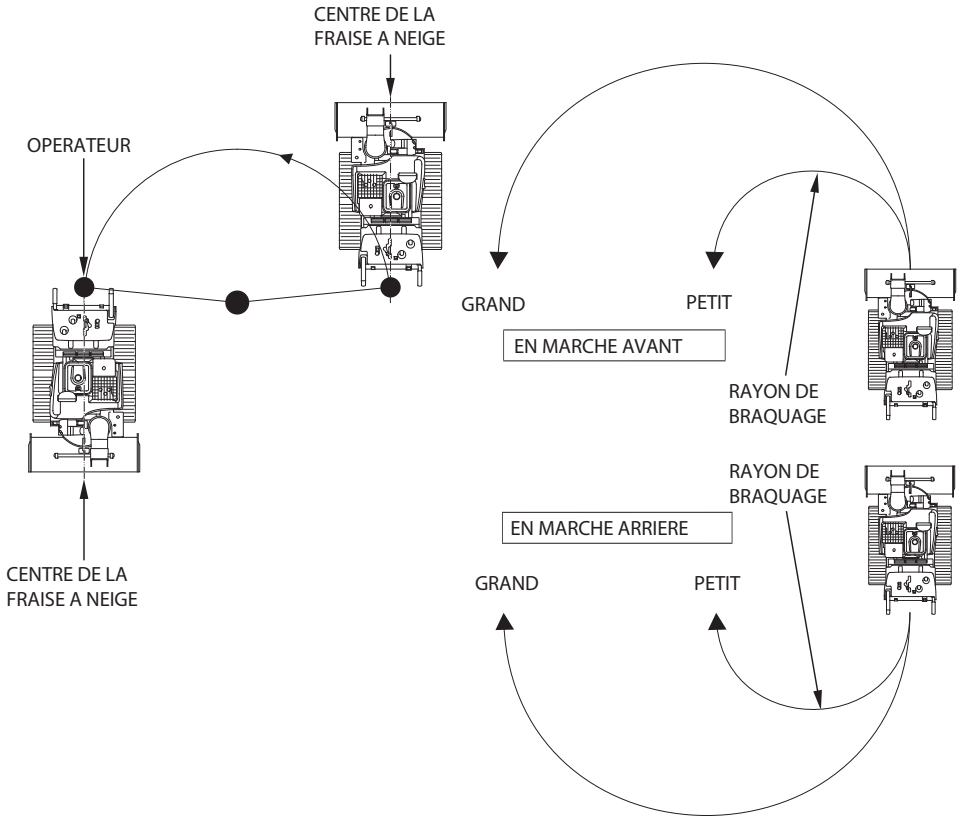 CENTRE DE LA
FRAISE A NEIGE
OPERATEUR
CENTRE DE LA
FRAISE A NEIGE
GRAND
PETIT
EN MARCHE AVANT
RAYON DE
BRAQUAGE
RAYON DE
BRAQUAGE
EN MARCHE ARRIERE
GRAND
PETIT